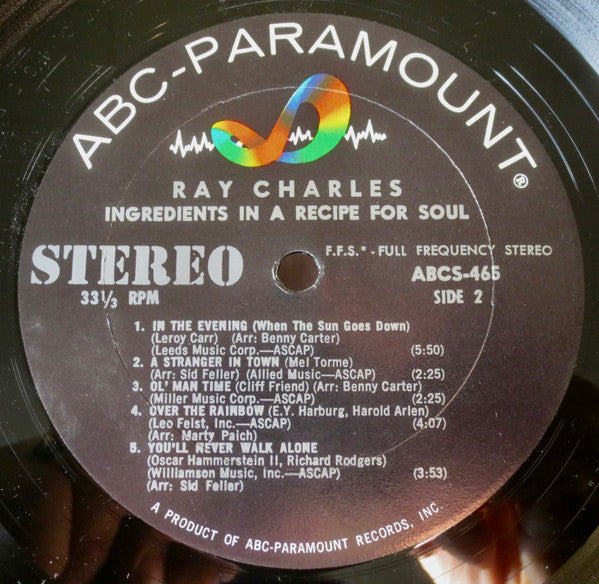 ABC-PARAMOUNT®
RAY CHARLES
INGREDIENTS IN A RECIPE FOR SOUL
STEREO
33⅓ RPM
F.F.S.* - FULL FREQUENCY STEREO
ABCS-465
SIDE 2
1. IN THE EVENING (When The Sun Goes Down)
(Leroy Carr) (Arr: Benny Carter)
(Leeds Music Corp.—ASCAP) (5:50)
2. A STRANGER IN TOWN (Mel Torme)
(Arr: Sid Feller) (Allied Music—ASCAP) (2:25)
3. OL' MAN TIME (Cliff Friend) (Arr: Benny Carter)
(Miller Music Corp.—ASCAP) (2:25)
4. OVER THE RAINBOW (E.Y. Harburg, Harold Arlen)
(Leo Feist, Inc.—ASCAP) (4:07)
(Arr: Marty Paich)
5. YOU'LL NEVER WALK ALONE
(Oscar Hammerstein II, Richard Rodgers)
(Williamson Music, Inc.—ASCAP) (3:53)
(Arr: Sid Feller)
A PRODUCT OF ABC-PARAMOUNT RECORDS, INC.